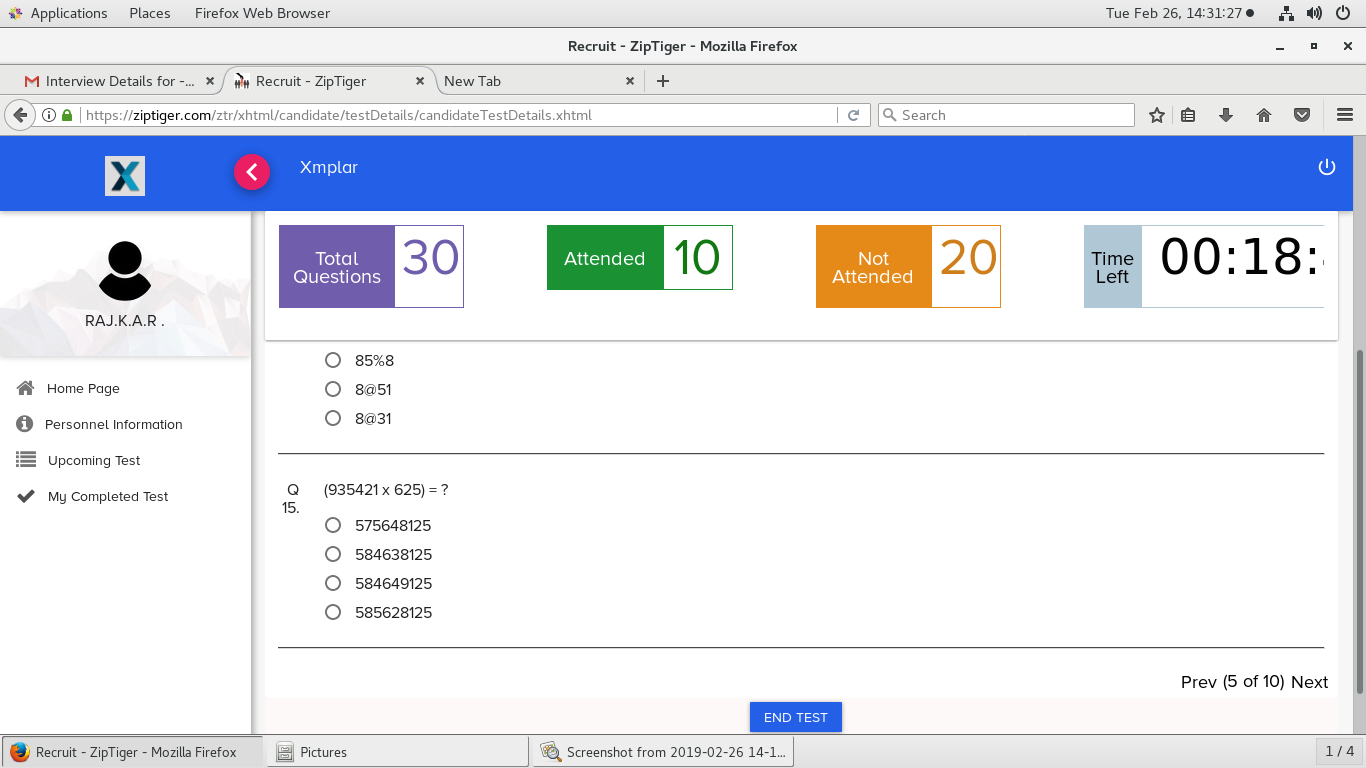 Applications Places Firefox Web Browser Tue Feb 26, 14:31:27
Recruit - ZipTiger - Mozilla Firefox
Interview Details for -... Recruit - ZipTiger New Tab
https://ziptiger.com/ztr/xhtml/candidate/testDetails/candidateTestDetails.xhtml Search
X Xmplar
Total Questions 30 Attended 10 Not Attended 20 Time Left 00:18:
RAJ.K.A.R .
Home Page
Personnel Information
Upcoming Test
My Completed Test
85%8
8@51
8@31
Q 15. (935421 x 625) = ?
575648125
584638125
584649125
585628125
Prev (5 of 10) Next
END TEST
Recruit - ZipTiger - Mozilla Firefox Pictures Screenshot from 2019-02-26 14-1... 1 / 4